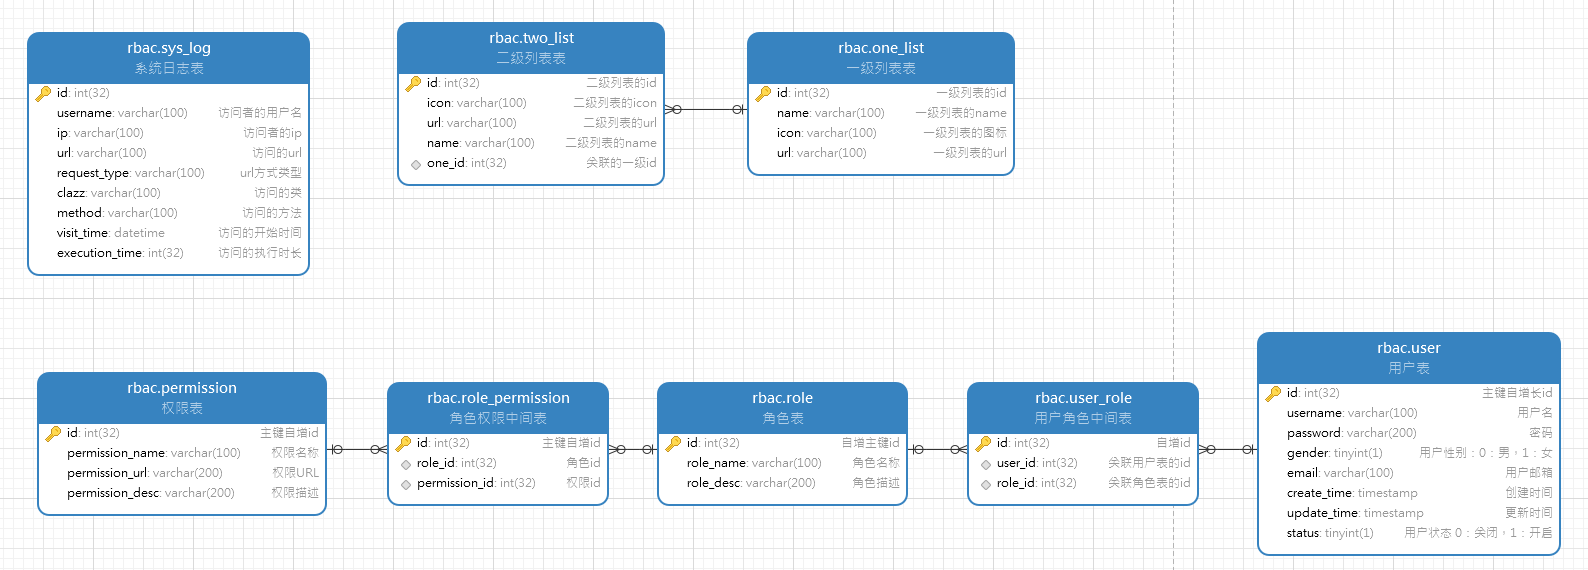 rbac.sys_log
系统日志表
id: int(32)
username: varchar(100) 访问者的用户名
ip: varchar(100) 访问者的ip
url: varchar(100) 访问的url
request_type: varchar(100) url方式类型
clazz: varchar(100) 访问的类
method: varchar(100) 访问的方法
visit_time: datetime 访问的开始时间
execution_time: int(32) 访问的执行时长
rbac.two_list
二级列表表
id: int(32) 二级列表的id
icon: varchar(100) 二级列表的icon
url: varchar(100) 二级列表的url
name: varchar(100) 二级列表的name
one_id: int(32) 关联的一级id
rbac.one_list
一级列表表
id: int(32) 一级列表的id
name: varchar(100) 一级列表的name
icon: varchar(100) 一级列表的图标
url: varchar(100) 一级列表的url
rbac.permission
权限表
id: int(32) 主键自增id
permission_name: varchar(100) 权限名称
permission_url: varchar(200) 权限URL
permission_desc: varchar(200) 权限描述
rbac.role_permission
角色权限中间表
id: int(32) 主键自增id
role_id: int(32) 角色id
permission_id: int(32) 权限id
rbac.role
角色表
id: int(32) 自增主键id
role_name: varchar(100) 角色名称
role_desc: varchar(200) 角色描述
rbac.user_role
用户角色中间表
id: int(32) 自增id
user_id: int(32) 关联用户表的id
role_id: int(32) 关联角色表的id
rbac.user
用户表
id: int(32) 主键自增长id
username: varchar(100) 用户名
password: varchar(200) 密码
gender: tinyint(1) 用户性别：0：男，1：女
email: varchar(100) 用户邮箱
create_time: timestamp 创建时间
update_time: timestamp 更新时间
status: tinyint(1) 用户状态 0：关闭，1：开启